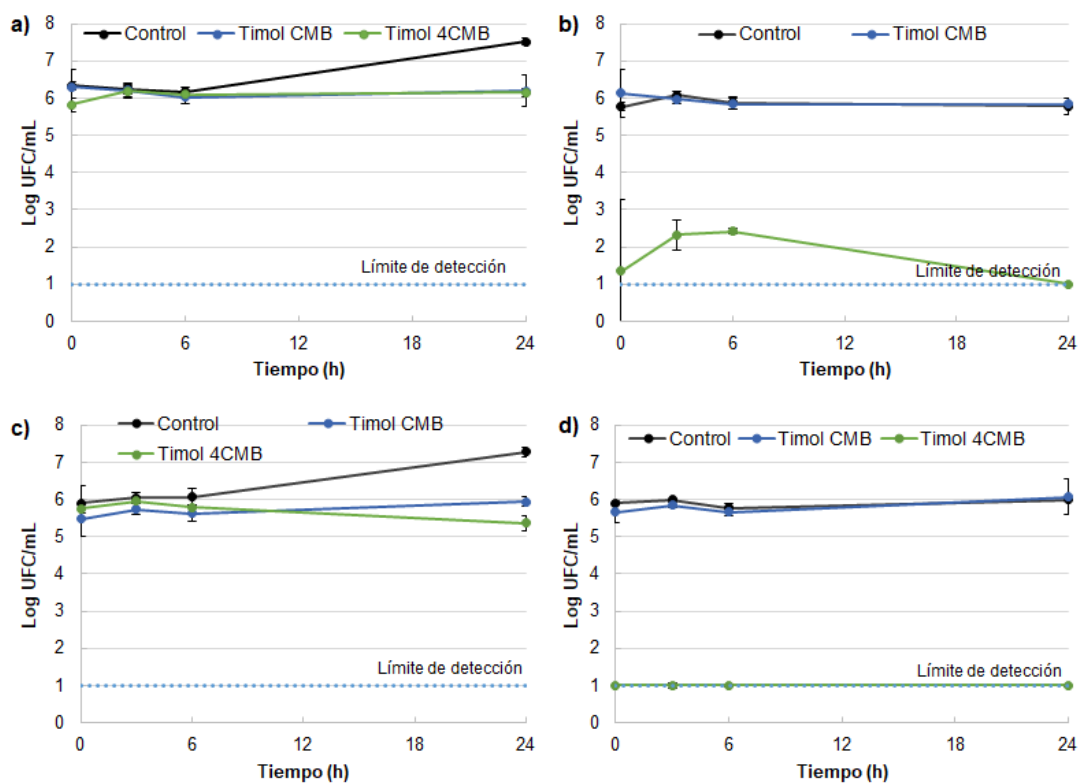 a)
Control Timol CMB Timol 4CMB
8
7
6
5
4
3
2
1
0
Log UFC/mL
Límite de detección
0 6 12 18 24
Tiempo (h)
b)
Control Timol CMB
8
7
6
5
4
3
2
1
0
Log UFC/mL
Límite de detección
0 6 12 18 24
Tiempo (h)
c)
Control Timol CMB
Timol 4CMB
8
7
6
5
4
3
2
1
0
Log UFC/mL
Límite de detección
0 6 12 18 24
Tiempo (h)
d)
Control Timol CMB Timol 4CMB
8
7
6
5
4
3
2
1
0
Log UFC/mL
Límite de detección
0 6 12 18 24
Tiempo (h)